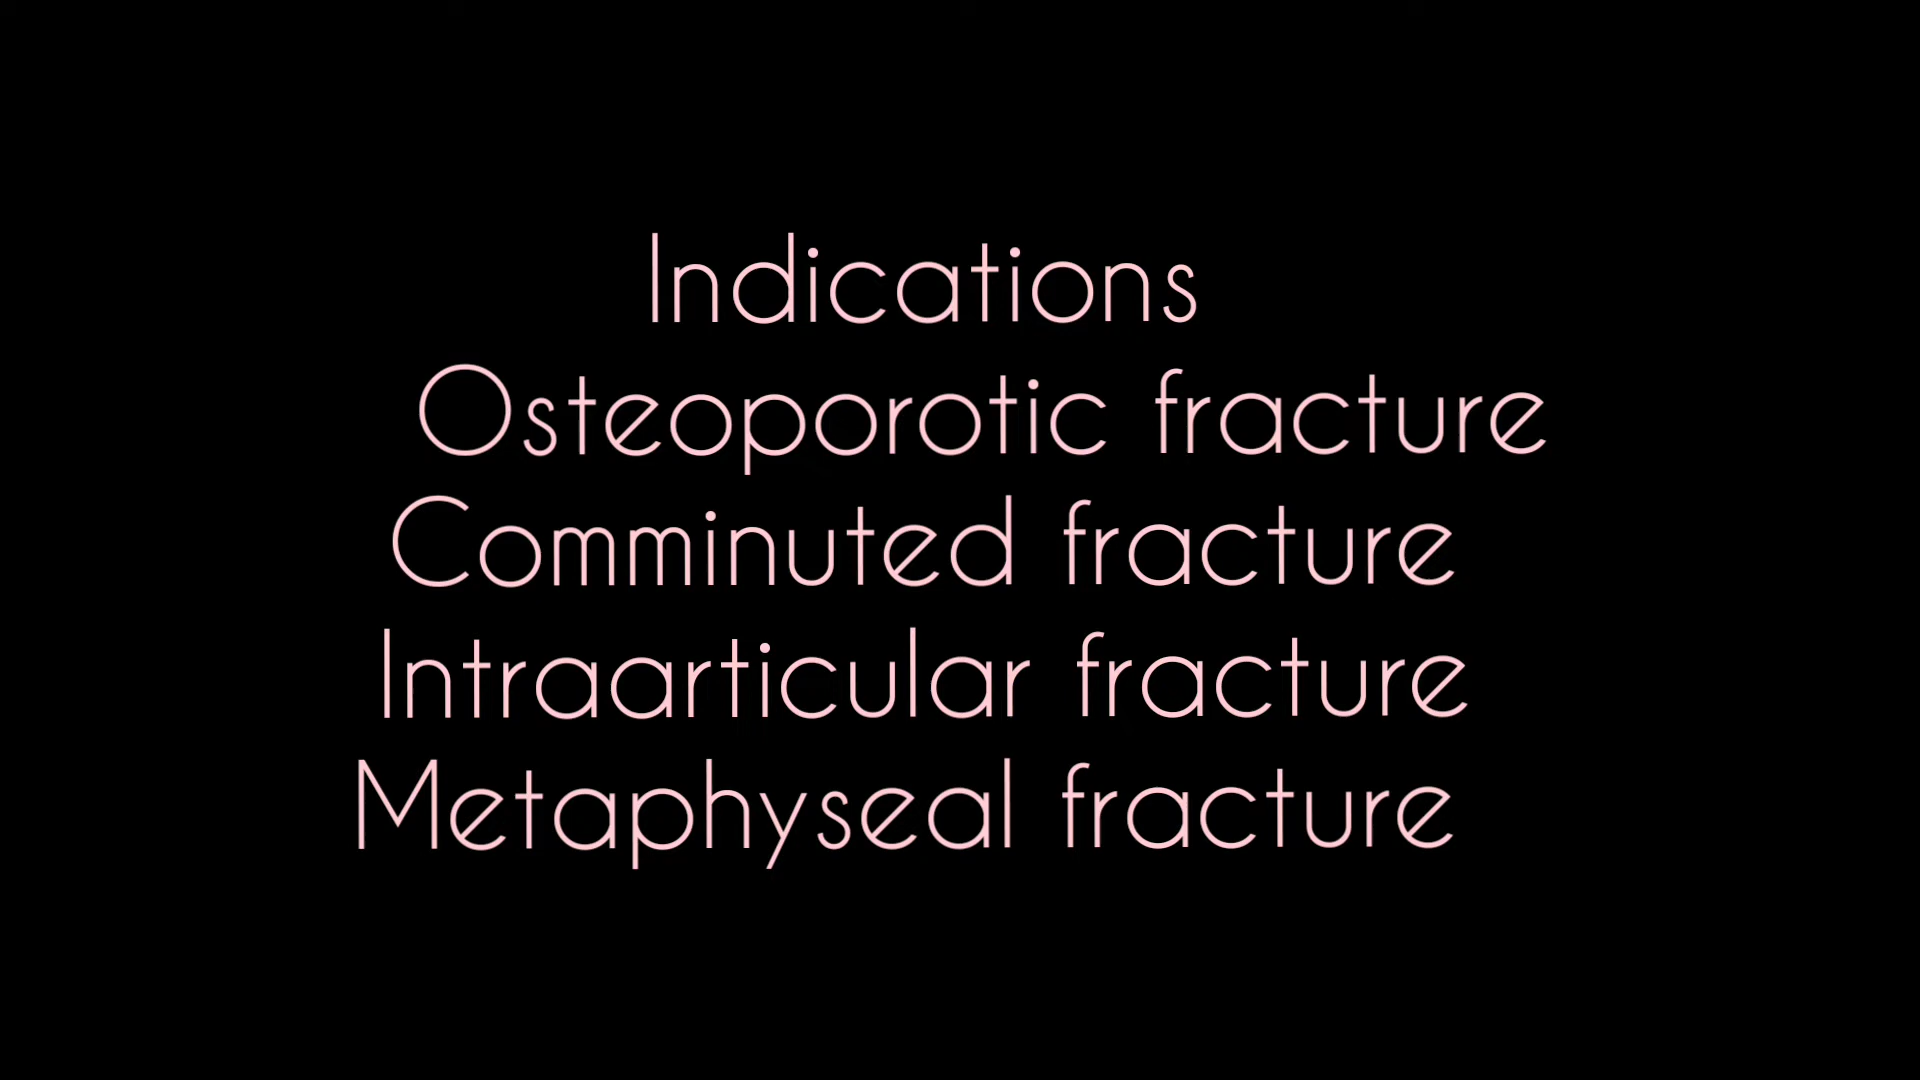 Indications
Osteoporotic fracture
Comminuted fracture
Intraarticular fracture
Metaphyseal fracture